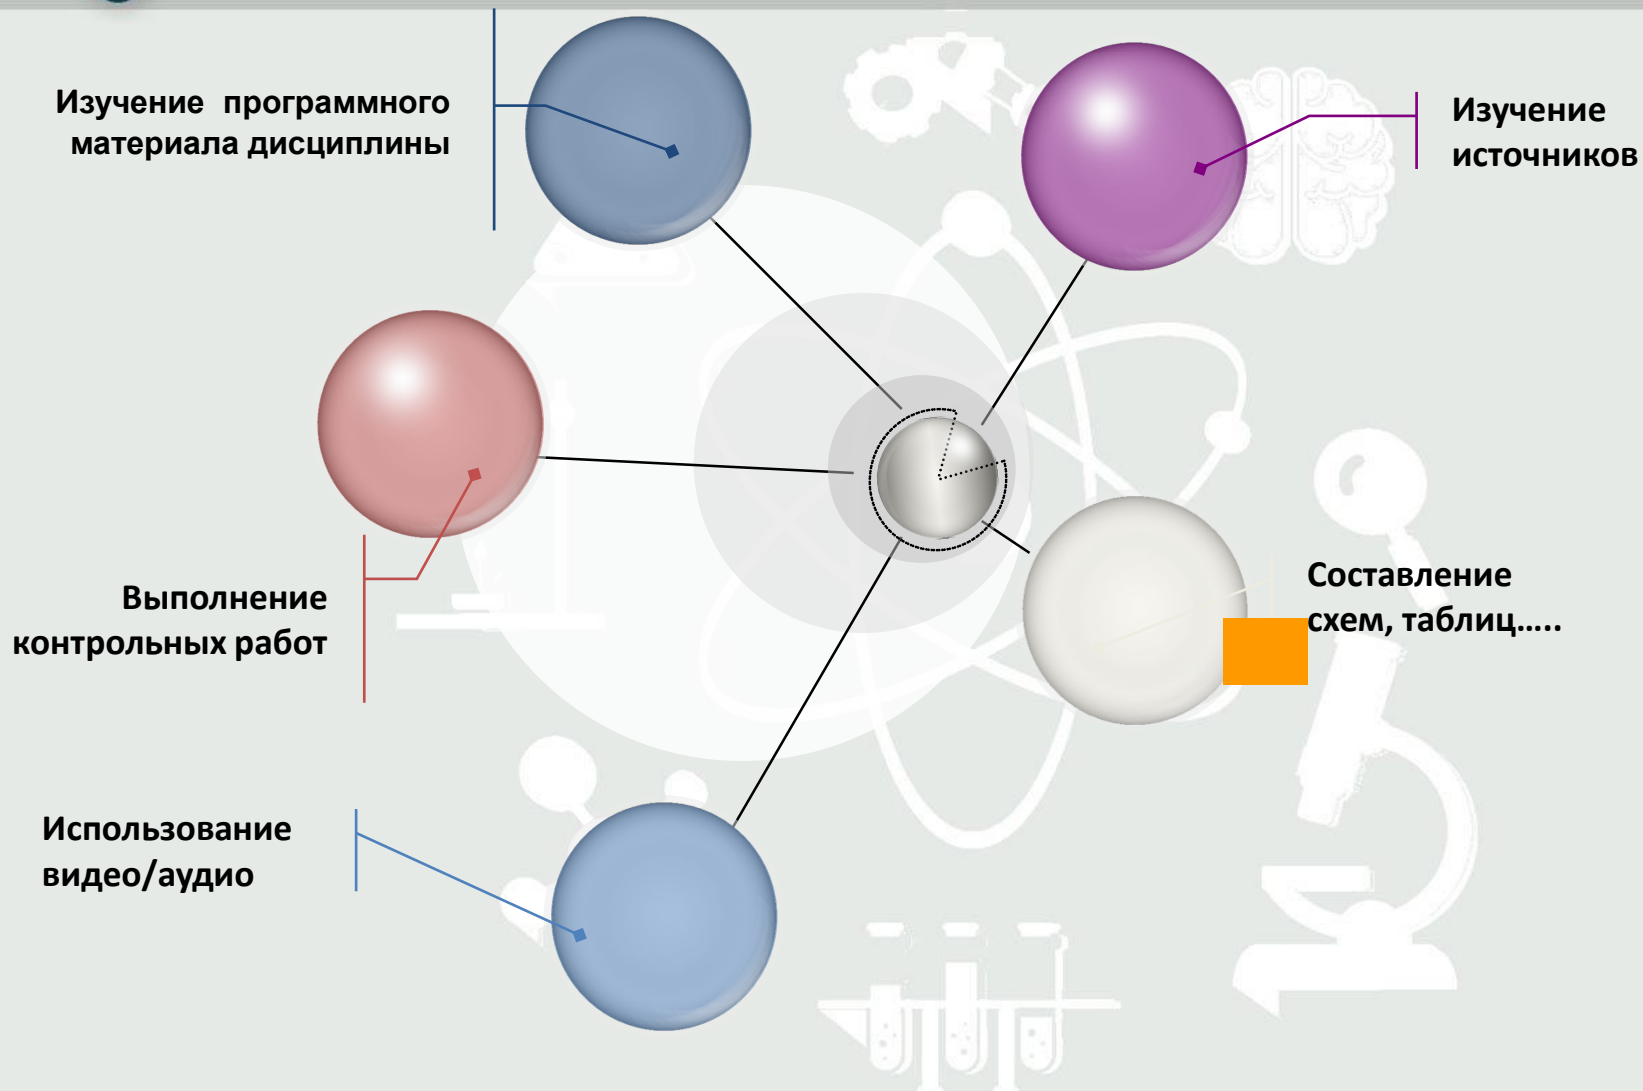 Изучение программного
материала дисциплины
Изучение
источников
Выполнение
контрольных работ
Составление
схем, таблиц.....
Использование
видео/аудио